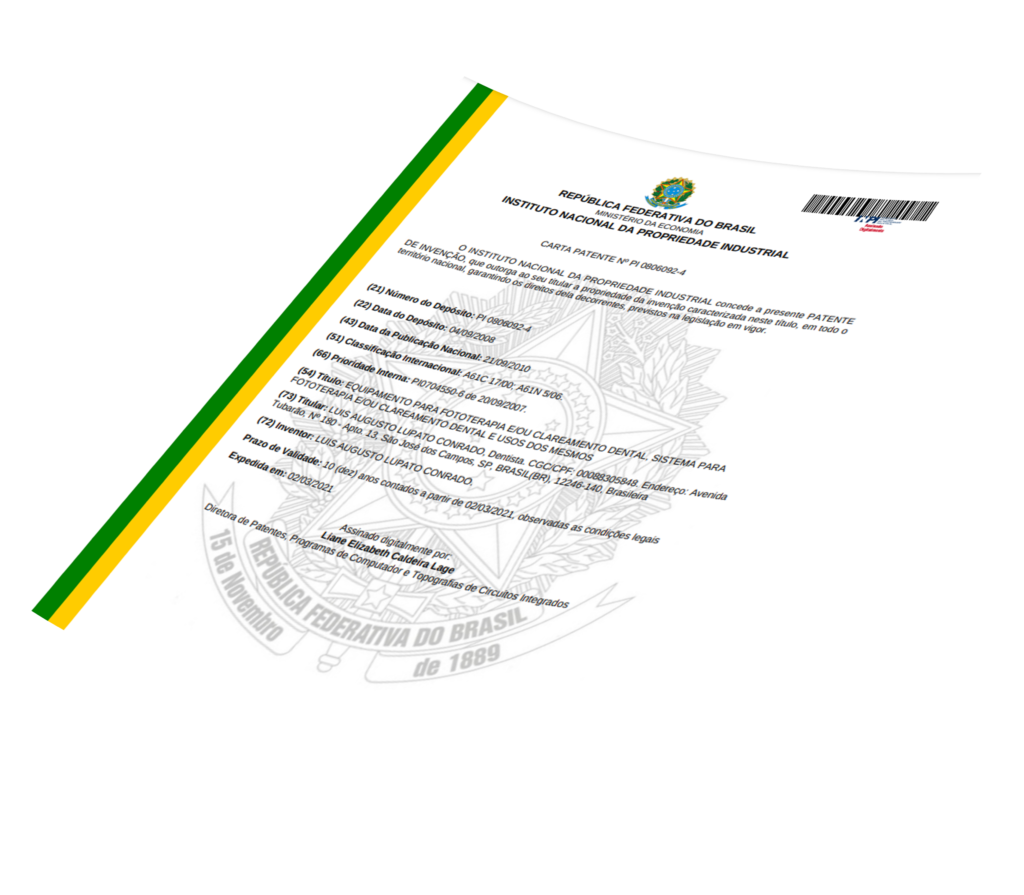 REPÚBLICA FEDERATIVA DO BRASIL
MINISTÉRIO DA ECONOMIA
INSTITUTO NACIONAL DA PROPRIEDADE INDUSTRIAL
CARTA PATENTE Nº PI 0806092-4
O INSTITUTO NACIONAL DA PROPRIEDADE INDUSTRIAL concede a presente PATENTE
DE INVENÇÃO, que outorga ao seu titular a propriedade da invenção caracterizada neste título, em todo o
território nacional, garantindo os direitos dela decorrentes, previstos na legislação em vigor.
(21) Número do Depósito: PI 0806092-4
(22) Data do Depósito: 04/09/2008
(43) Data da Publicação Nacional: 21/09/2010
(51) Classificação Internacional: A61C 17/00; A61N 5/06.
(66) Prioridade Interna: PI0704550-6 de 20/09/2007.
(54) Título: EQUIPAMENTO PARA FOTOTERAPIA E/OU CLAREAMENTO DENTAL, SISTEMA PARA
FOTOTERAPIA E/OU CLAREAMENTO DENTAL E USOS DOS MESMOS
(73) Titular: LUIS AUGUSTO LUPATO CONRADO, Dentista. CGC/CPF: 00088305848. Endereço: Avenida
Tubarão, Nº 180 - Apto. 13, São José dos Campos, SP, BRASIL(BR), 12246-140, Brasileira
(72) Inventor: LUIS AUGUSTO LUPATO CONRADO.
Prazo de Validade: 10 (dez) anos contados a partir de 02/03/2021, observadas as condições legais
Expedida em: 02/03/2021
Assinado digitalmente por:
Liane Elizabeth Caldeira Lage
Diretora de Patentes, Programas de Computador e Topografias de Circuitos Integrados
REPÚBLICA FEDERATIVA DO BRASIL
15 de Novembro
de 1889